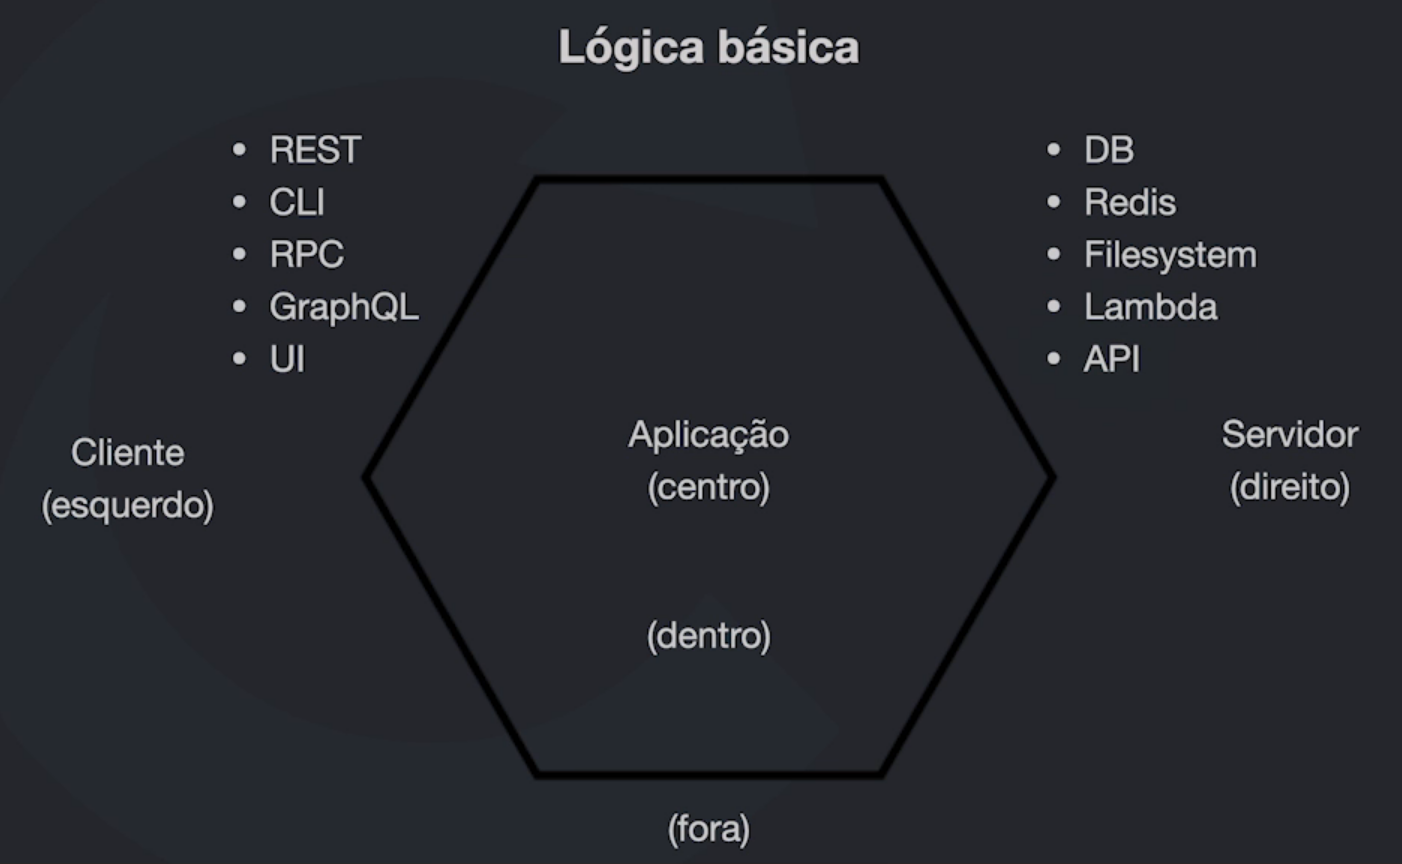 Lógica básica
• REST
• CLI
• RPC
• GraphQL
• UI
• DB
• Redis
• Filesystem
• Lambda
• API
Cliente
(esquerdo)
Aplicação
(centro)
Servidor
(direito)
(dentro)
(fora)